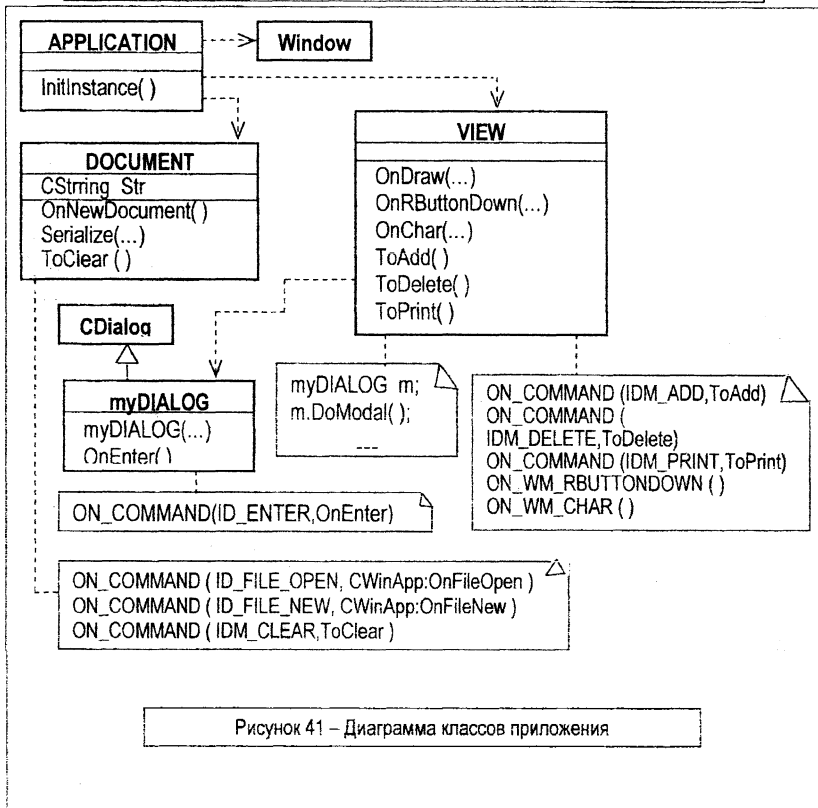 APPLICATION
Window
InitInstance( )
VIEW
DOCUMENT
CStrring Str
OnNewDocument( )
Serialize(...)
ToClear ( )
OnDraw(...)
OnRButtonDown(...)
OnChar(...)
ToAdd( )
ToDelete( )
ToPrint( )
CDialog
myDIALOG
myDIALOG(...)
OnEnter( )
myDIALOG m;
m.DoModal( );
---
ON_COMMAND (IDM_ADD,ToAdd)
ON_COMMAND (
IDM_DELETE,ToDelete)
ON_COMMAND (IDM_PRINT,ToPrint)
ON_WM_RBUTTONDOWN ( )
ON_WM_CHAR ( )
ON_COMMAND(ID_ENTER,OnEnter)
ON_COMMAND ( ID_FILE_OPEN, CWinApp:OnFileOpen )
ON_COMMAND ( ID_FILE_NEW, CWinApp:OnFileNew )
ON_COMMAND ( IDM_CLEAR,ToClear )
Рисунок 41 – Диаграмма классов приложения